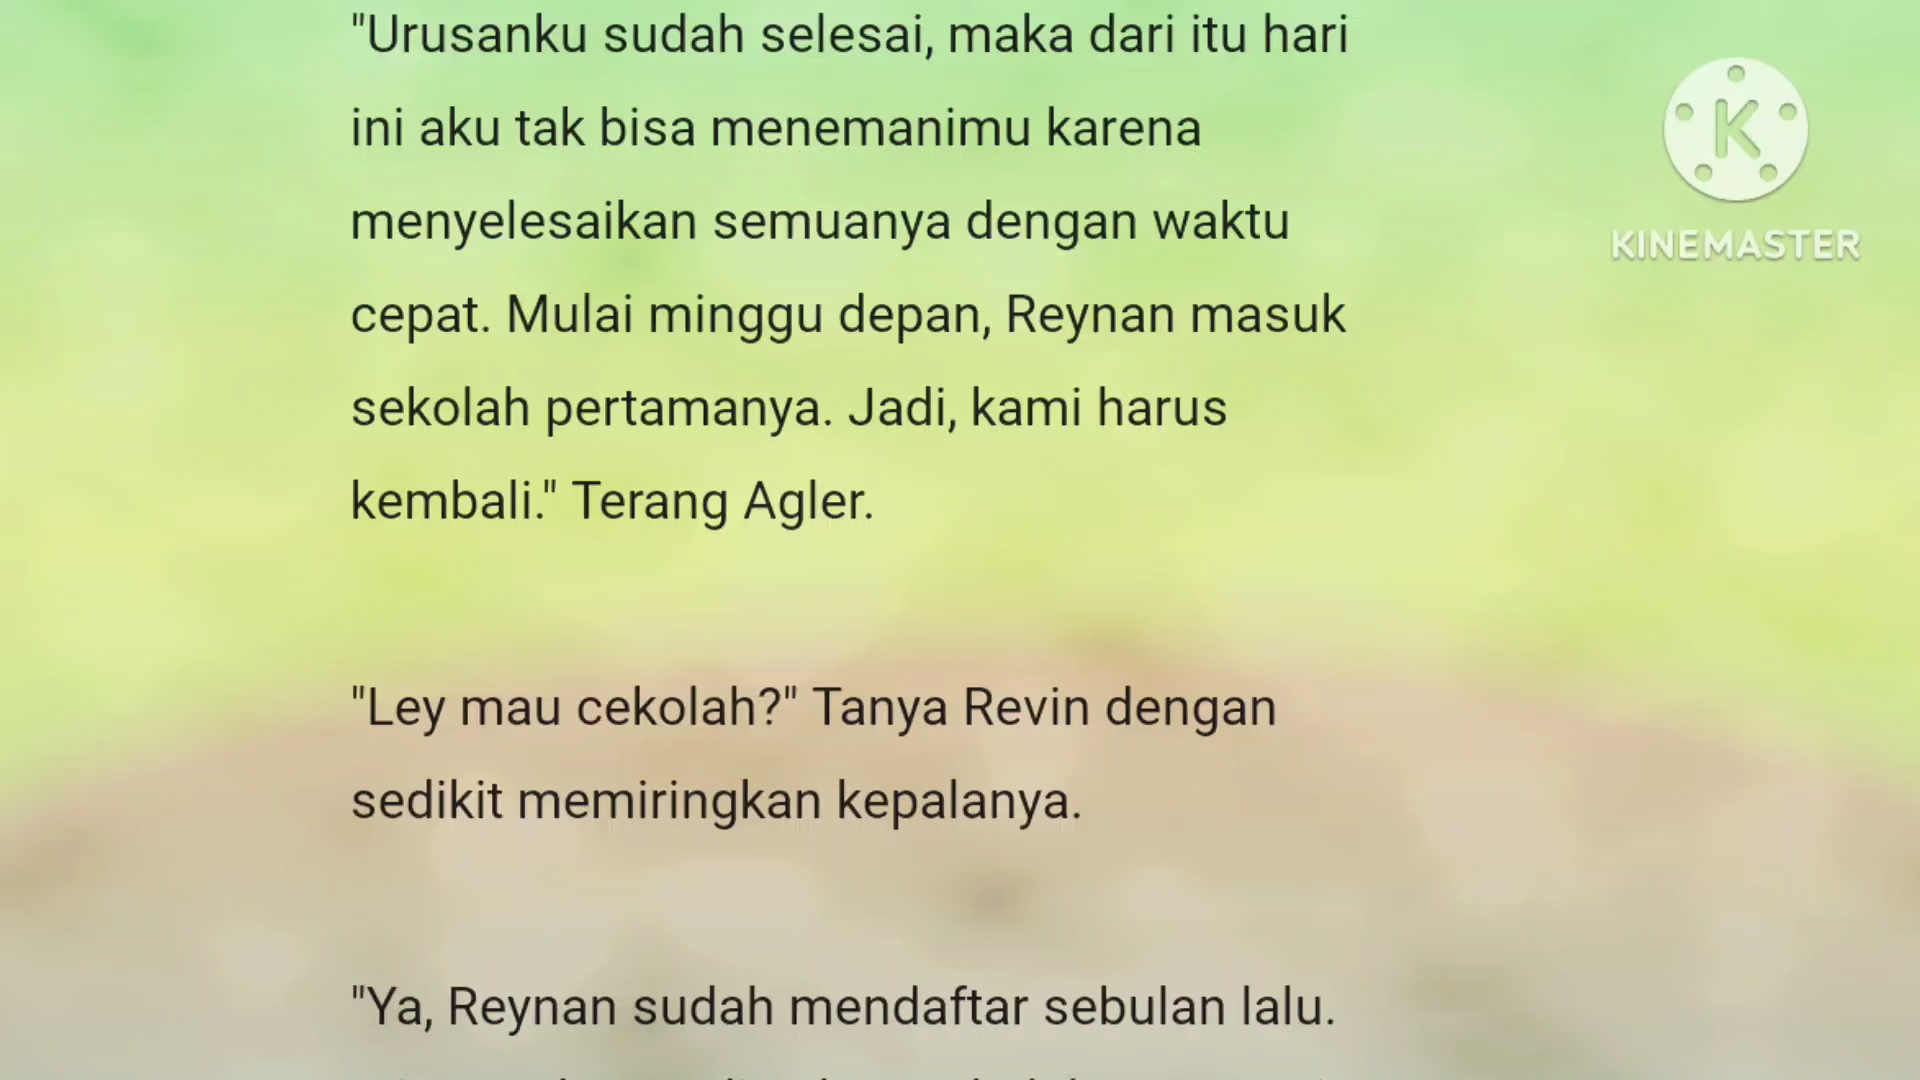 "Urusanku sudah selesai, maka dari itu hari
ini aku tak bisa menemanimu karena
menyelesaikan semuanya dengan waktu
cepat. Mulai minggu depan, Reynan masuk
sekolah pertamanya. Jadi, kami harus
kembali." Terang Agler.
"Ley mau cekolah?" Tanya Revin dengan
sedikit memiringkan kepalanya.
"Ya, Reynan sudah mendaftar sebulan lalu.
K
KINEMASTER